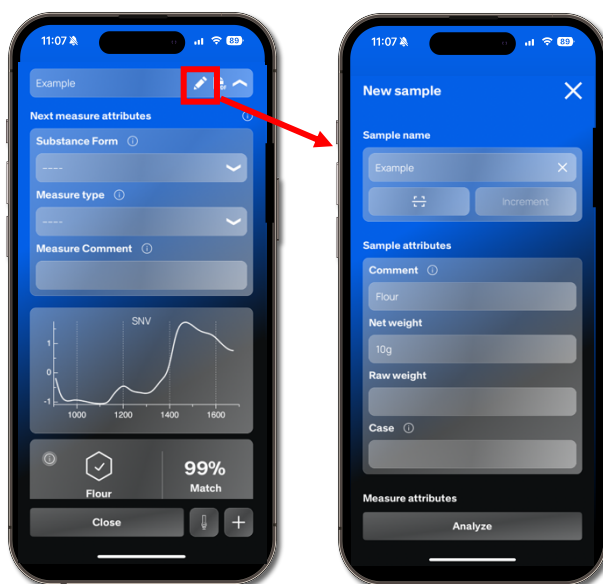 11:07
89
Example
Next measure attributes
Substance Form
----
Measure type
----
Measure Comment
SNV
1
0
-1
1000 1200 1400 1600
Flour
99%
Match
Close
11:07
89
New sample
Sample name
Example
Increment
Sample attributes
Comment
Flour
Net weight
10g
Raw weight
Case
Measure attributes
Analyze